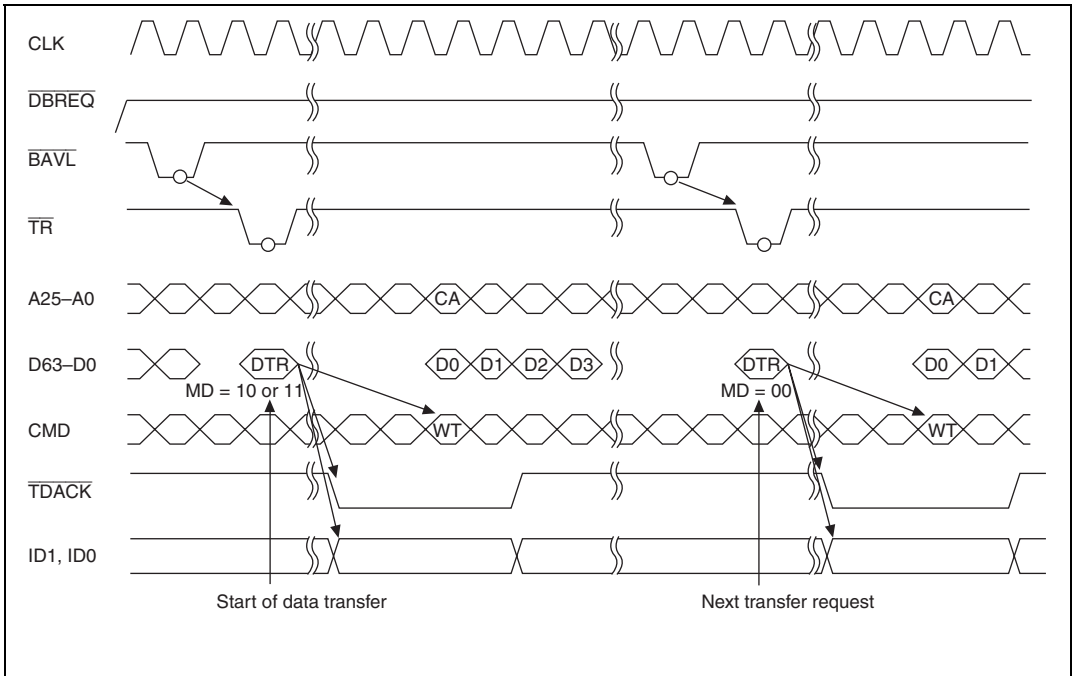 CLK
DBREQ
BAVL
TR
A25–A0 CA CA
D63–D0 DTR D0 D1 D2 D3 DTR D0 D1
MD = 10 or 11 MD = 00
CMD WT WT
TDACK
ID1, ID0
Start of data transfer Next transfer request